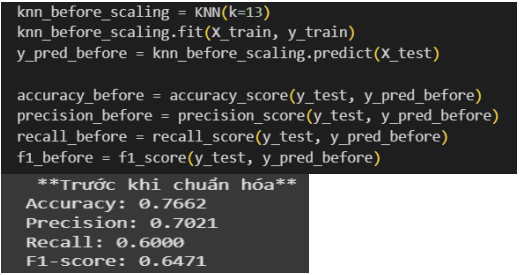 knn_before_scaling = KNN(k=13)
knn_before_scaling.fit(X_train, y_train)
y_pred_before = knn_before_scaling.predict(X_test)
accuracy_before = accuracy_score(y_test, y_pred_before)
precision_before = precision_score(y_test, y_pred_before)
recall_before = recall_score(y_test, y_pred_before)
f1_before = f1_score(y_test, y_pred_before)
**Trước khi chuẩn hóa**
Accuracy: 0.7662
Precision: 0.7021
Recall: 0.6000
F1-score: 0.6471